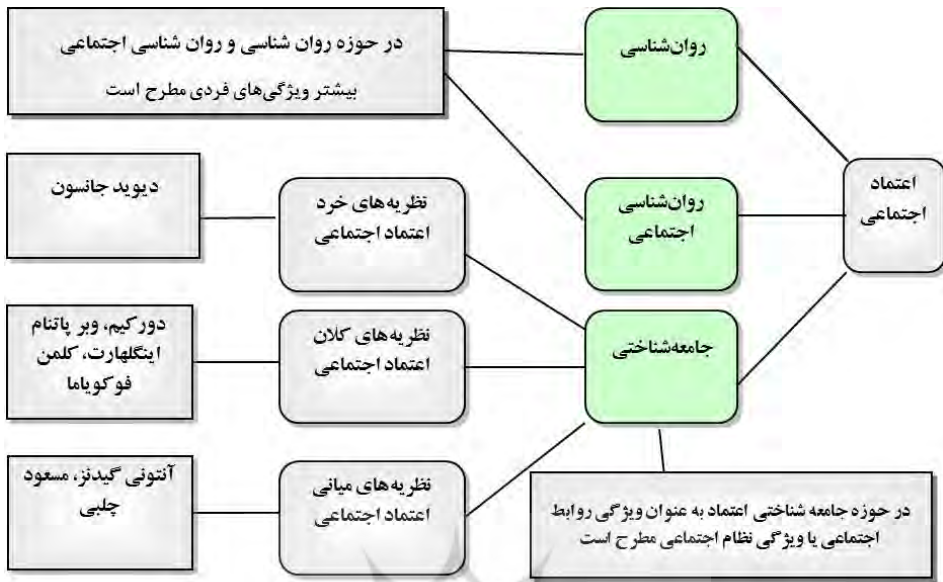 اعتماد
اجتماعی
روان‌شناسی
روان‌شناسی
اجتماعی
جامعه‌شناختی
در حوزه روان شناسی و روان شناسی اجتماعی
بیشتر ویژگی‌های فردی مطرح است
نظریه‌های خرد
اعتماد اجتماعی
دیوید جانسون
نظریه‌های کلان
اعتماد اجتماعی
دورکیم، وبر پاتنام
اینگلهارت، کلمن
فوکویاما
نظریه‌های میانی
اعتماد اجتماعی
آنتونی گیدنز، مسعود
چلبی
در حوزه جامعه شناختی اعتماد به عنوان ویژگی روابط
اجتماعی یا ویژگی نظام اجتماعی مطرح است